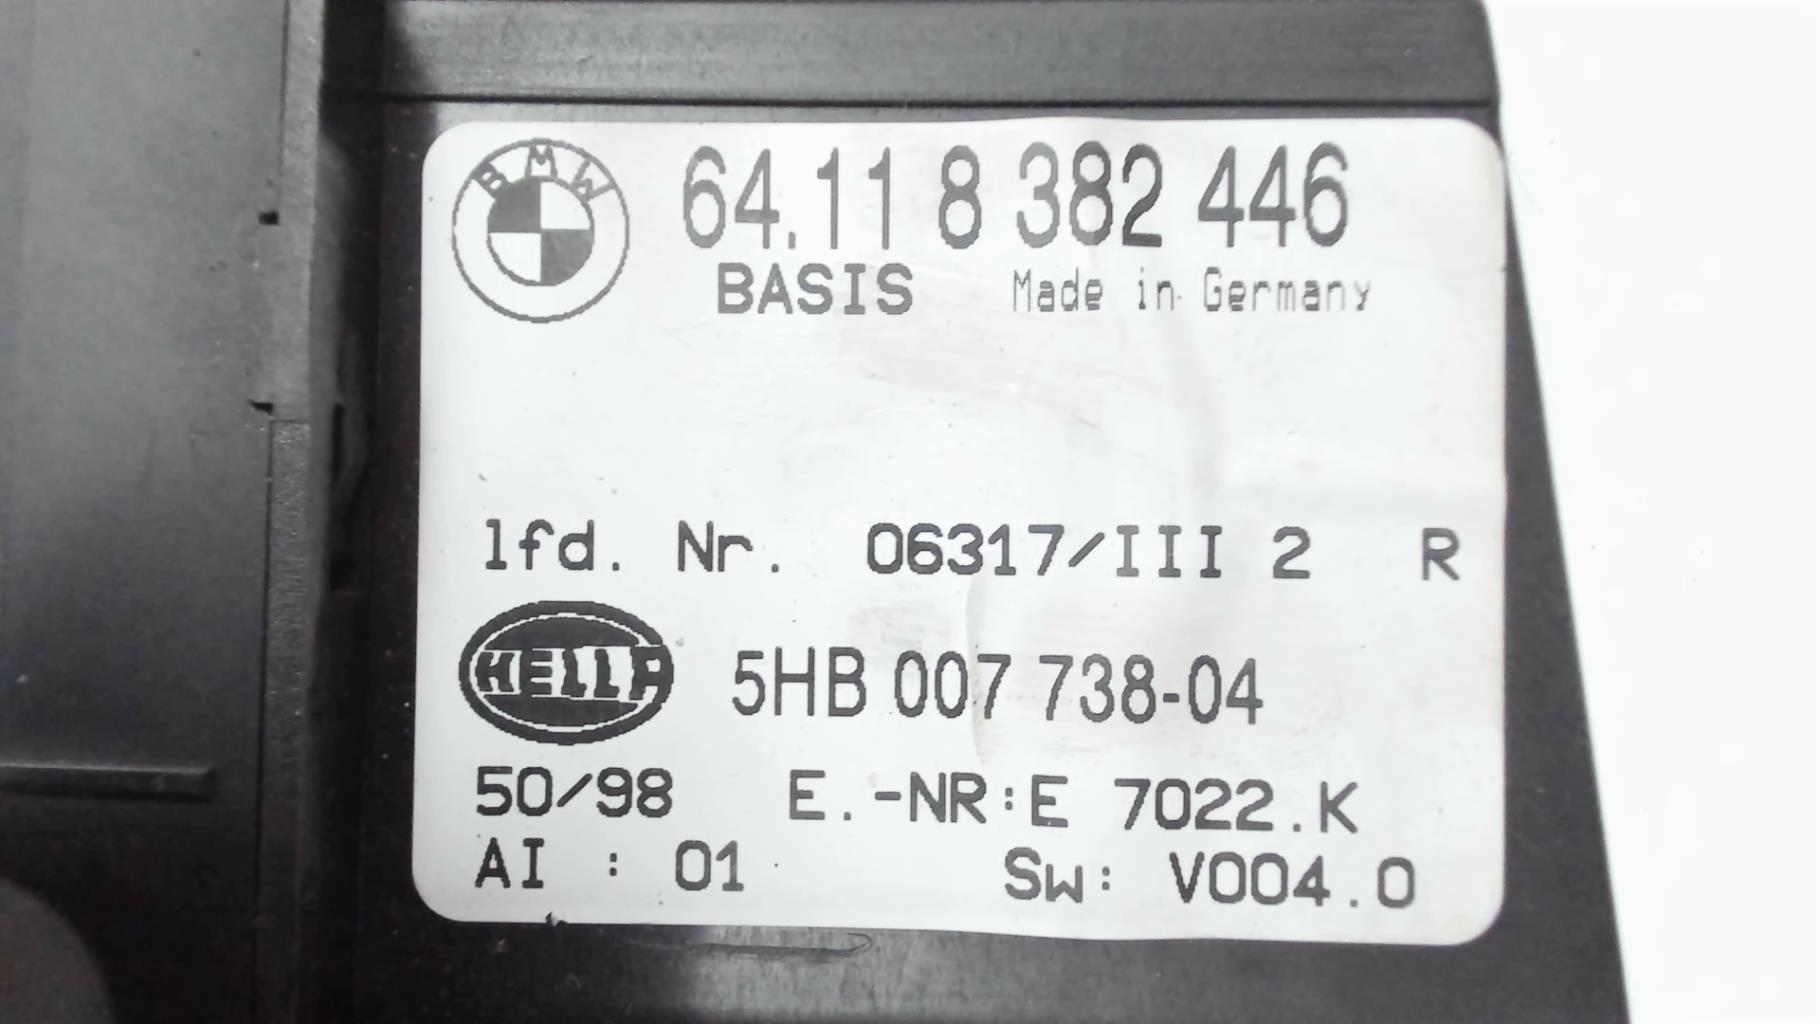 BMW 64.11 8 382 446
BASIS Made in Germany
lfd. Nr. 06317/III 2 R
HELLA 5HB 007 738-04
50/98 E.-NR:E 7022.K
AI : 01 Sw: V004.0